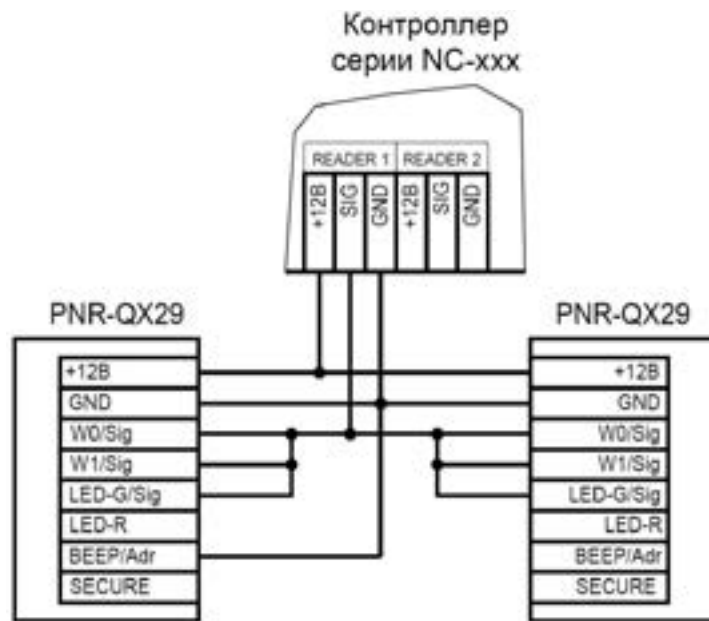 Контроллер
серии NC-xxx
READER 1 READER 2
+12В SIG GND +12В SIG GND
PNR-QX29
PNR-QX29
+12В
GND
W0/Sig
W1/Sig
LED-G/Sig
LED-R
BEEP/Adr
SECURE
+12В
GND
W0/Sig
W1/Sig
LED-G/Sig
LED-R
BEEP/Adr
SECURE